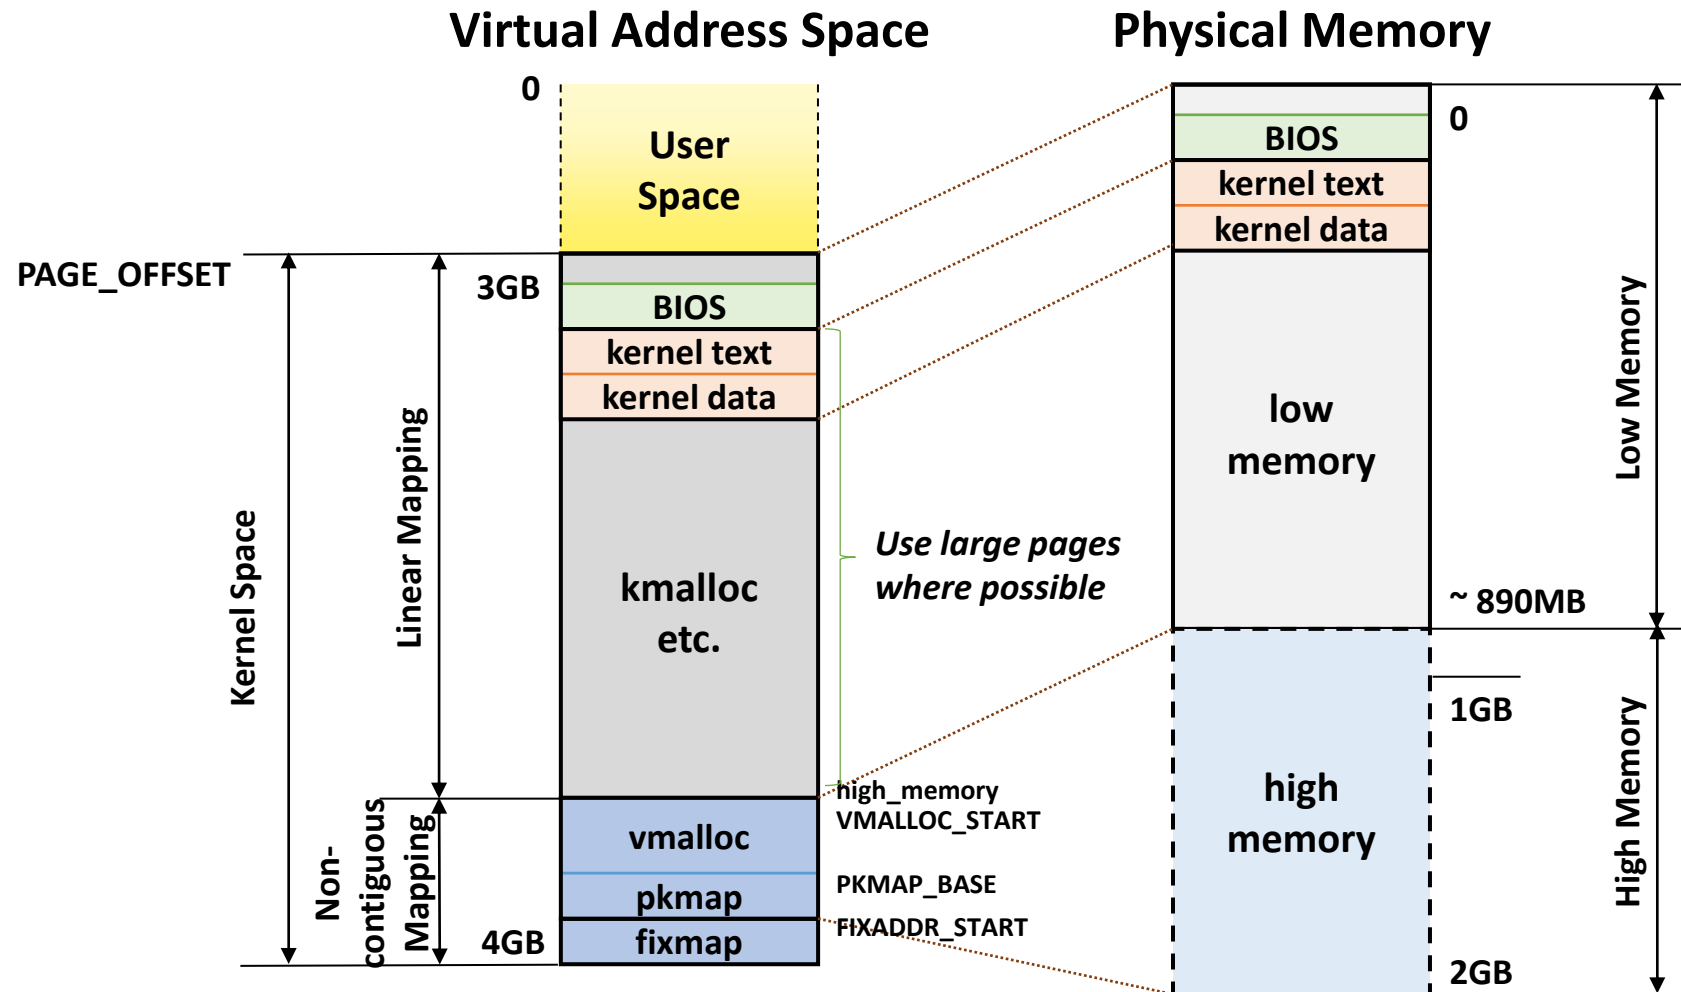 Virtual Address Space
Physical Memory
0
User
Space
PAGE_OFFSET
3GB
BIOS
kernel text
kernel data
kmalloc
etc.
vmalloc
pkmap
fixmap
4GB
Kernel Space
Linear Mapping
Non-
contiguous
Mapping
Use large pages
where possible
high_memory
VMALLOC_START
PKMAP_BASE
FIXADDR_START
BIOS
kernel text
kernel data
low
memory
high
memory
0
~ 890MB
1GB
2GB
Low Memory
High Memory